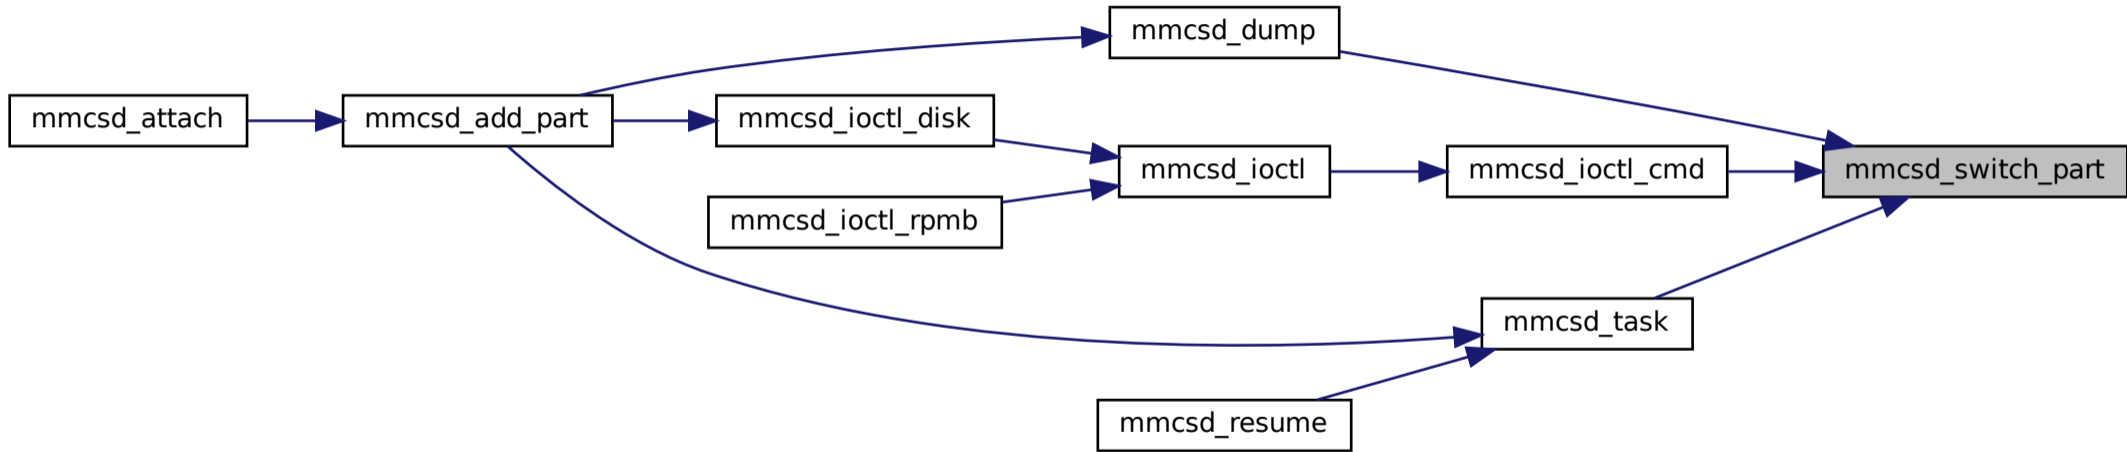 mmcsd_dump
mmcsd_attach
mmcsd_add_part
mmcsd_ioctl_disk
mmcsd_ioctl
mmcsd_ioctl_cmd
mmcsd_switch_part
mmcsd_ioctl_rpmb
mmcsd_task
mmcsd_resume